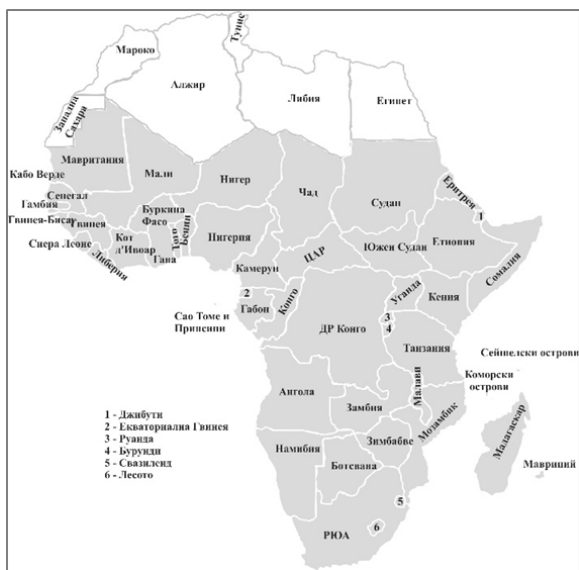 Мароко
Тунис
Алжир
Либия
Египет
Западна
Сахара
Мавритания
Мали
Нигер
Чад
Судан
Еритрея
1
Кабо Верде
Сенегал
Гамбия
Гвинея-Бисау
Гвинея
Сиера Леоне
Либерия
Кот
д'Ивоар
Буркина
Фасо
Гана
Того
Бенин
Нигерия
Камерун
ЦАР
Южен Судан
Етиопия
Сомалия
2
Габон
Конго
Сао Томе и
Принсипи
ДР Конго
Уганда
Кения
3
4
Танзания
Сейшелски острови
Коморски
острови
Ангола
Замбия
Малави
Мозамбик
Мадагаскар
Мавриций
Намибия
Ботсвана
Зимбабве
5
6
РЮА
1 - Джибути
2 - Екваториална Гвинея
3 - Руанда
4 - Бурунди
5 - Свазиленд
6 - Лесото